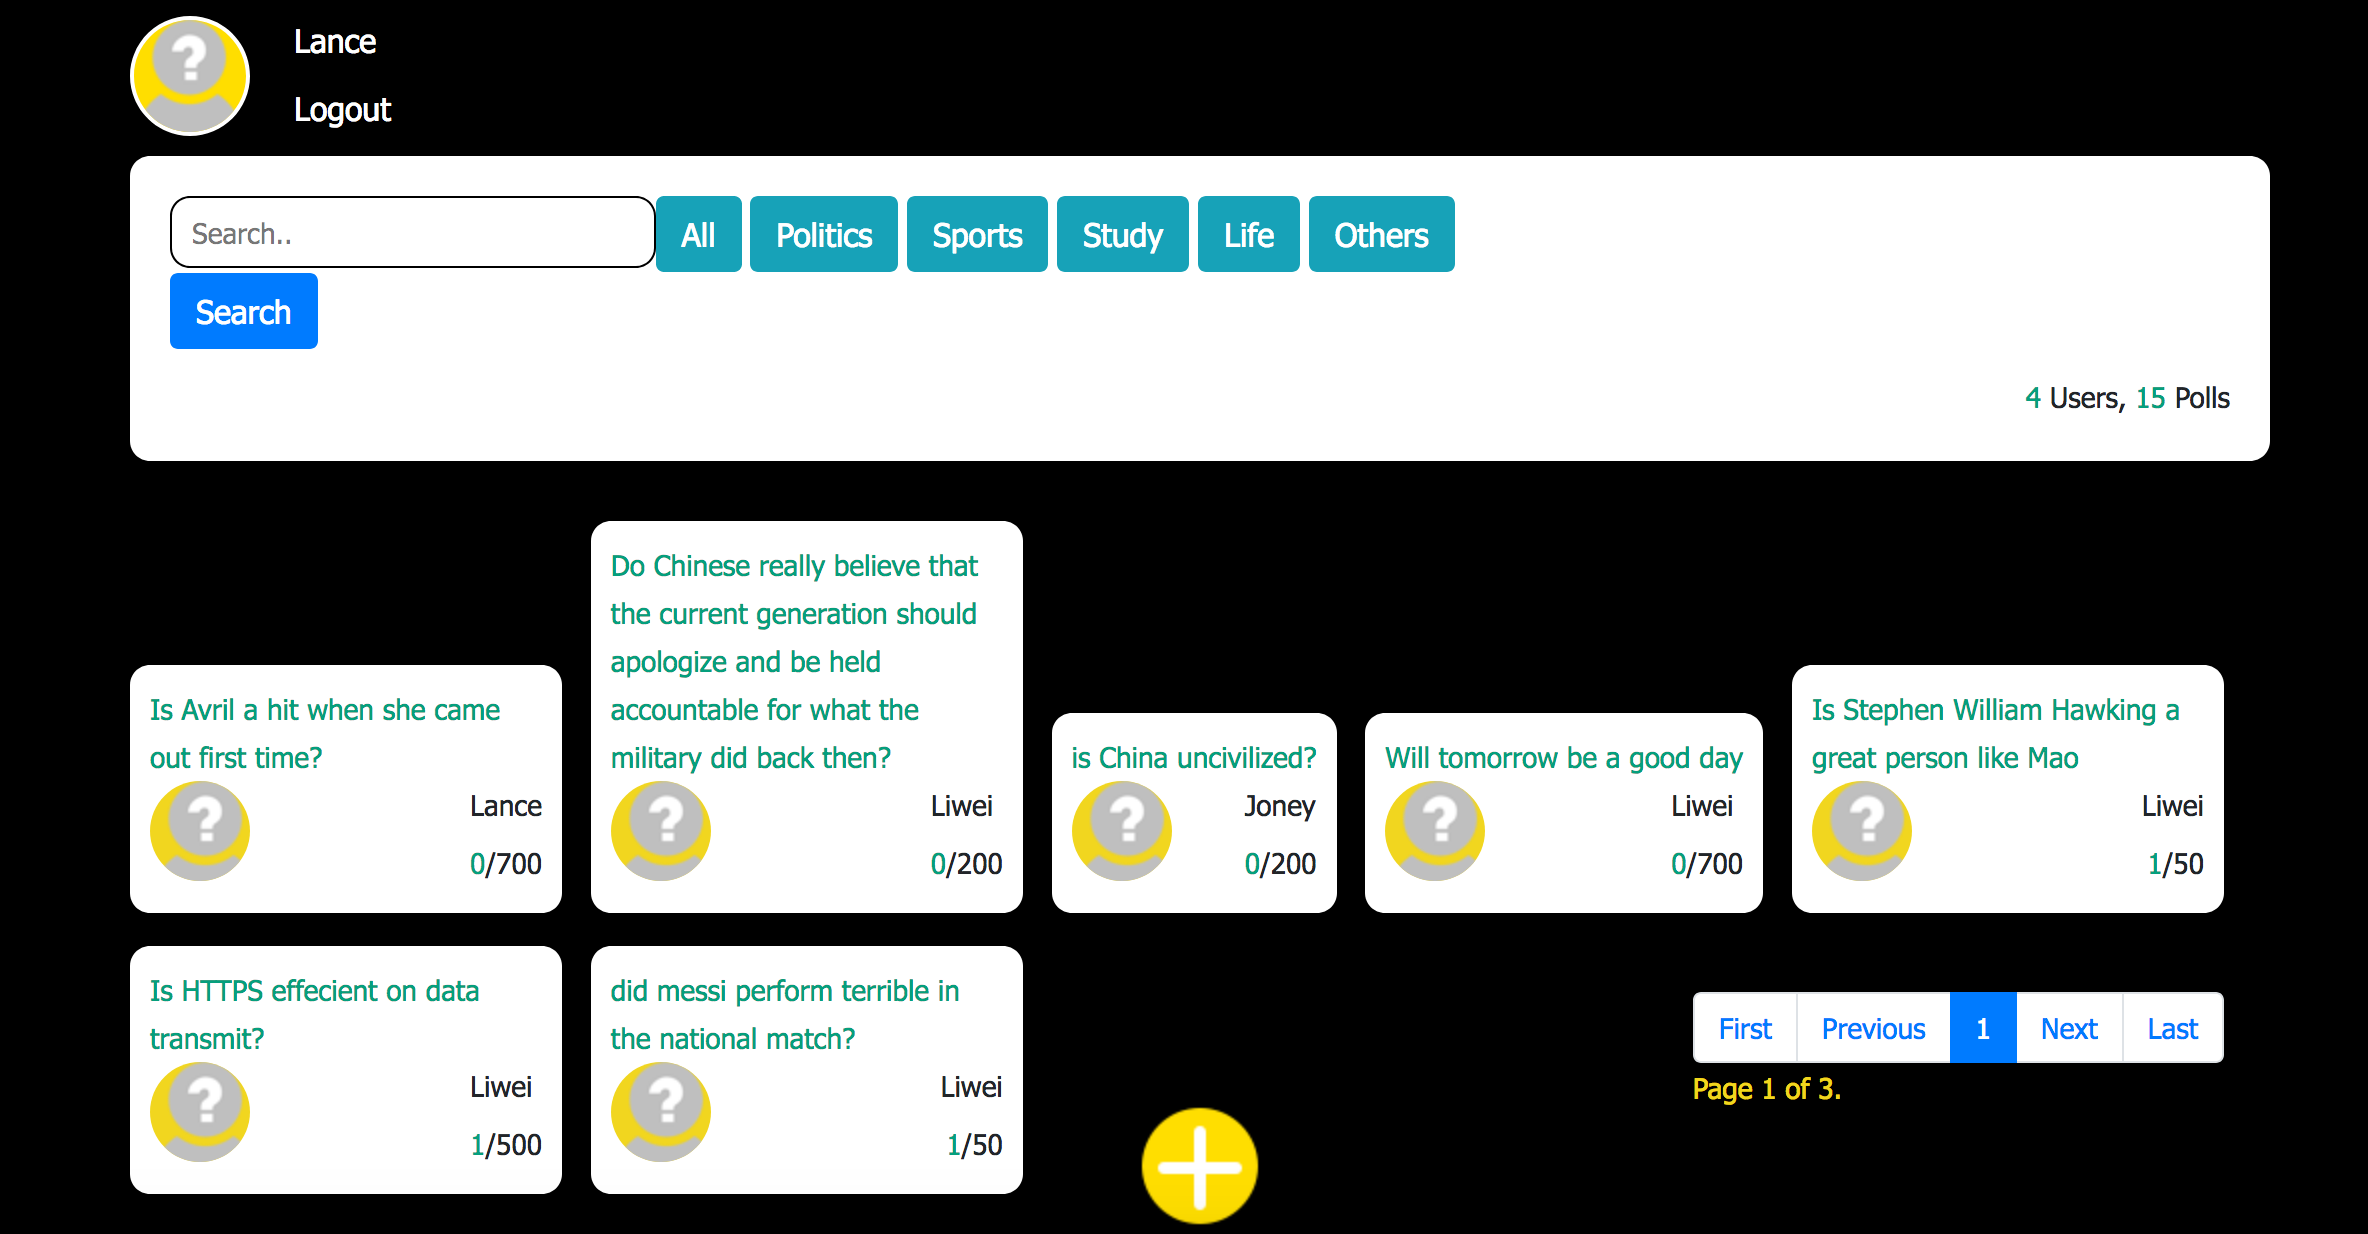 Lance
Logout
Search..
All Politics Sports Study Life Others
Search
4 Users, 15 Polls
Is Avril a hit when she came
out first time?
Lance
0/700
Do Chinese really believe that
the current generation should
apologize and be held
accountable for what the
military did back then?
Liwei
0/200
is China uncivilized?
Joney
0/200
Will tomorrow be a good day
Liwei
0/700
Is Stephen William Hawking a
great person like Mao
Liwei
1/50
Is HTTPS effecient on data
transmit?
Liwei
1/500
did messi perform terrible in
the national match?
Liwei
1/50
First Previous 1 Next Last
Page 1 of 3.